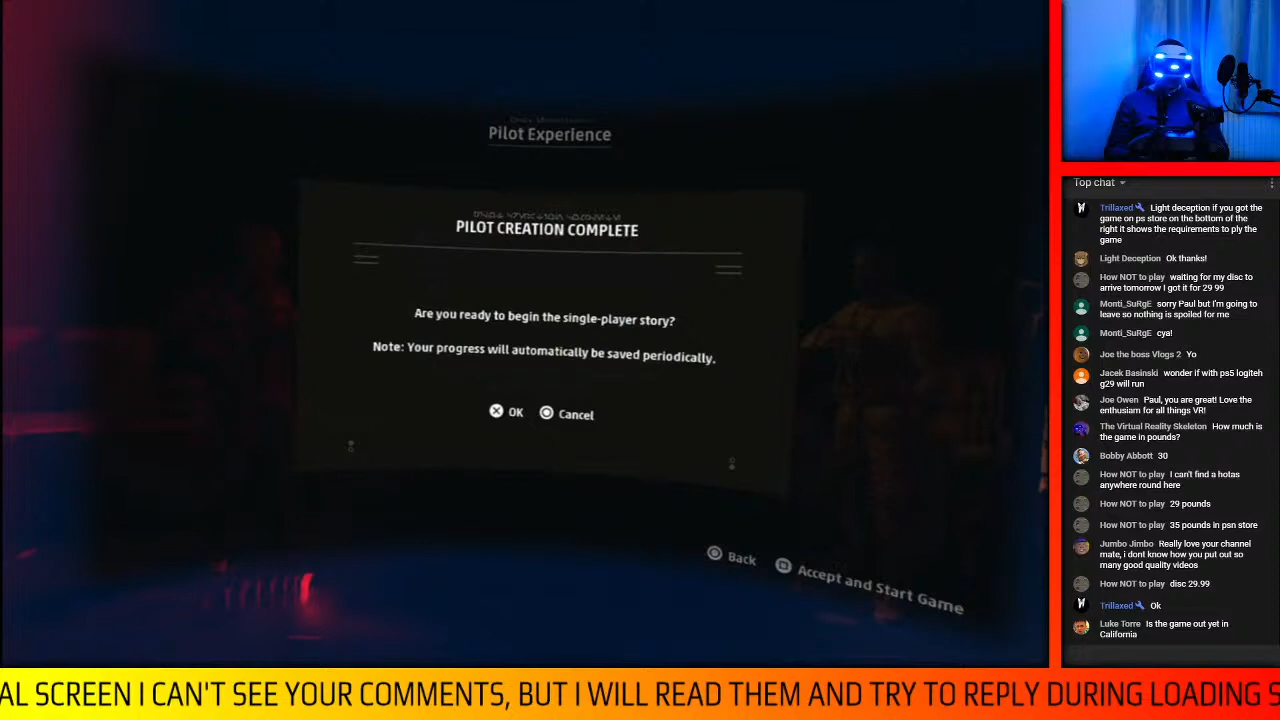 Pilot Experience
PILOT CREATION COMPLETE
Are you ready to begin the single-player story?
Note: Your progress will automatically be saved periodically.
OK Cancel
Back Accept and Start Game
Top chat
Trillaxed Light deception if you got the
game on ps store on the bottom of the
right it shows the requirements to ply the
game
Light Deception Ok thanks!
How NOT to play waiting for my disc to
arrive tomorrow I got it for 29 99
Monti_SuRgE sorry Paul but I'm going to
leave so nothing is spoiled for me
Monti_SuRgE cya!
Joe the boss Vlogs 2 Yo
Jacek Basinski wonder if with ps5 logiteh
g29 will run
Joe Owen Paul, you are great! Love the
enthusiam for all things VR!
The Virtual Reality Skeleton How much is
the game in pounds?
Bobby Abbott 30
How NOT to play I can't find a hotas
anywhere round here
How NOT to play 29 pounds
How NOT to play 35 pounds in psn store
Jumbo Jimbo Really love your channel
mate, i dont know how you put out so
many good quality videos
How NOT to play disc 29.99
Trillaxed Ok
Luke Torre Is the game out yet in
California
AL SCREEN I CAN'T SEE YOUR COMMENTS, BUT I WILL READ THEM AND TRY TO REPLY DURING LOADING S